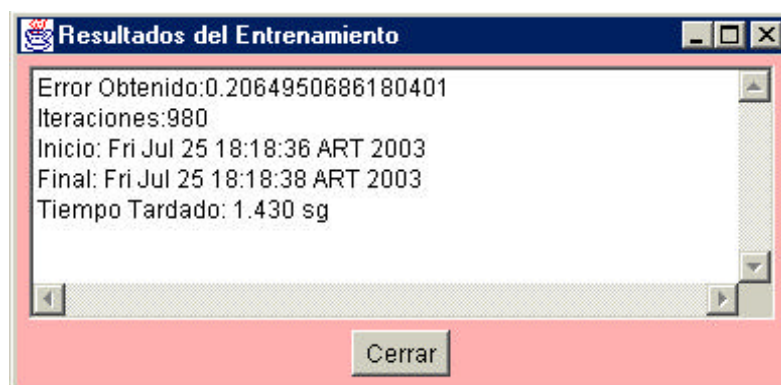 Resultados del Entrenamiento
Error Obtenido:0.2064950686180401
Iteraciones:980
Inicio: Fri Jul 25 18:18:36 ART 2003
Final: Fri Jul 25 18:18:38 ART 2003
Tiempo Tardado: 1.430 sg
Cerrar